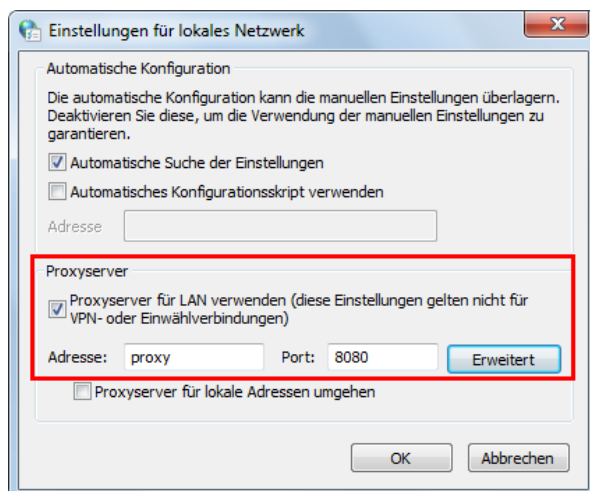 Einstellungen für lokales Netzwerk
Automatische Konfiguration
Die automatische Konfiguration kann die manuellen Einstellungen überlagern.
Deaktivieren Sie diese, um die Verwendung der manuellen Einstellungen zu
garantieren.
Automatische Suche der Einstellungen
Automatisches Konfigurationsskript verwenden
Adresse
Proxyserver
Proxyserver für LAN verwenden (diese Einstellungen gelten nicht für
VPN- oder Einwählverbindungen)
Adresse: proxy Port: 8080 Erweitert
Proxyserver für lokale Adressen umgehen
OK Abbrechen